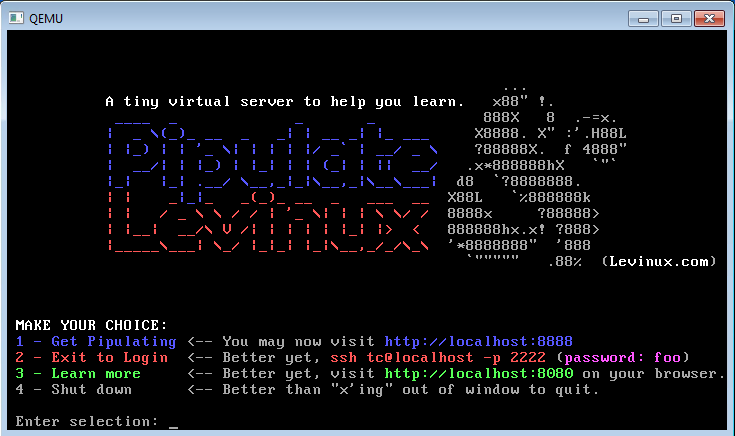 QEMU
A tiny virtual server to help you learn.
Pipulate
Levinux
(Levinux.com)
MAKE YOUR CHOICE:
1 - Get Pipulating <-- You may now visit http://localhost:8888
2 - Exit to Login <-- Better yet, ssh tc@localhost -p 2222 (password: foo)
3 - Learn more <-- Better yet, visit http://localhost:8080 on your browser.
4 - Shut down <-- Better than "x'ing" out of window to quit.
Enter selection: _